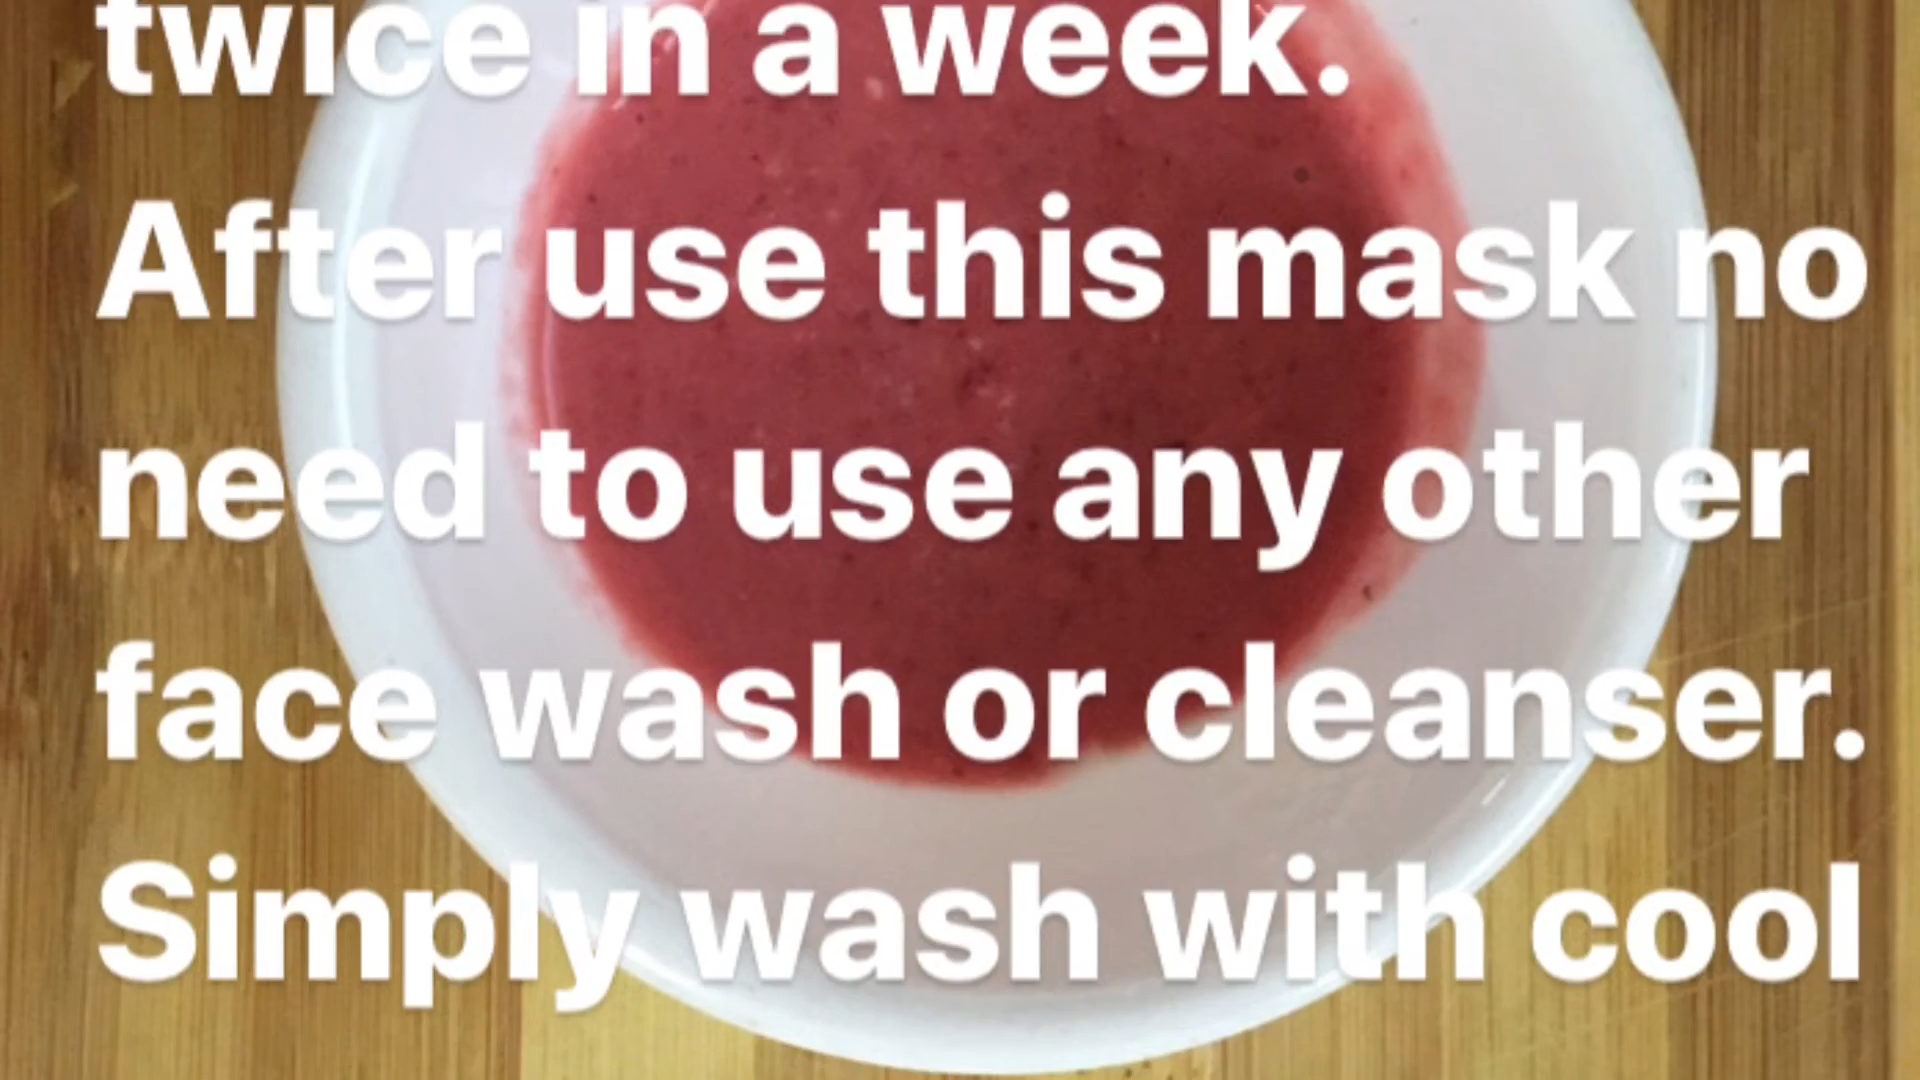 twice in a week.
After use this mask no
need to use any other
face wash or cleanser.
Simply wash with cool